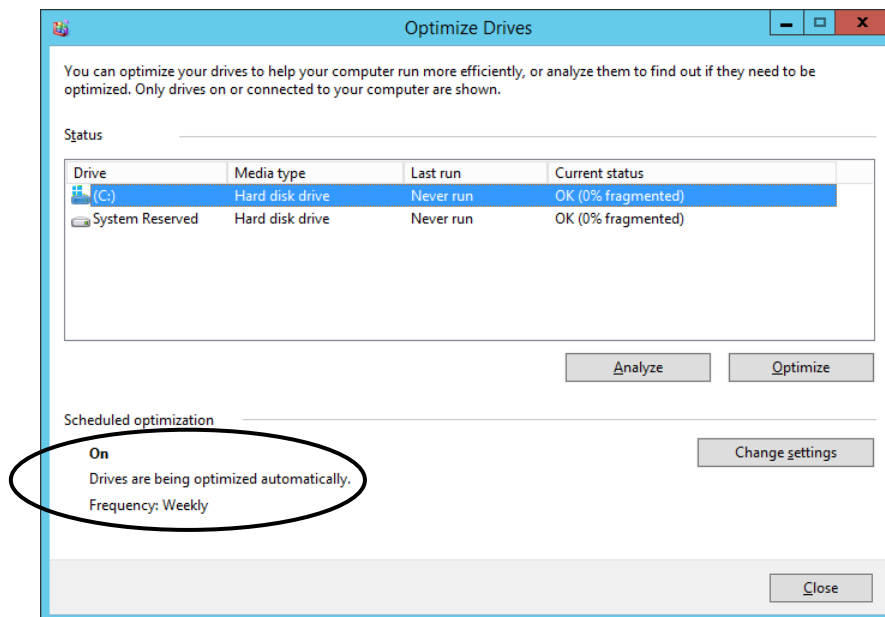 Optimize Drives
You can optimize your drives to help your computer run more efficiently, or analyze them to find out if they need to be
optimized. Only drives on or connected to your computer are shown.
Status
Drive Media type Last run Current status
(C:) Hard disk drive Never run OK (0% fragmented)
System Reserved Hard disk drive Never run OK (0% fragmented)
Analyze Optimize
Scheduled optimization
On
Change settings
Drives are being optimized automatically.
Frequency: Weekly
Close